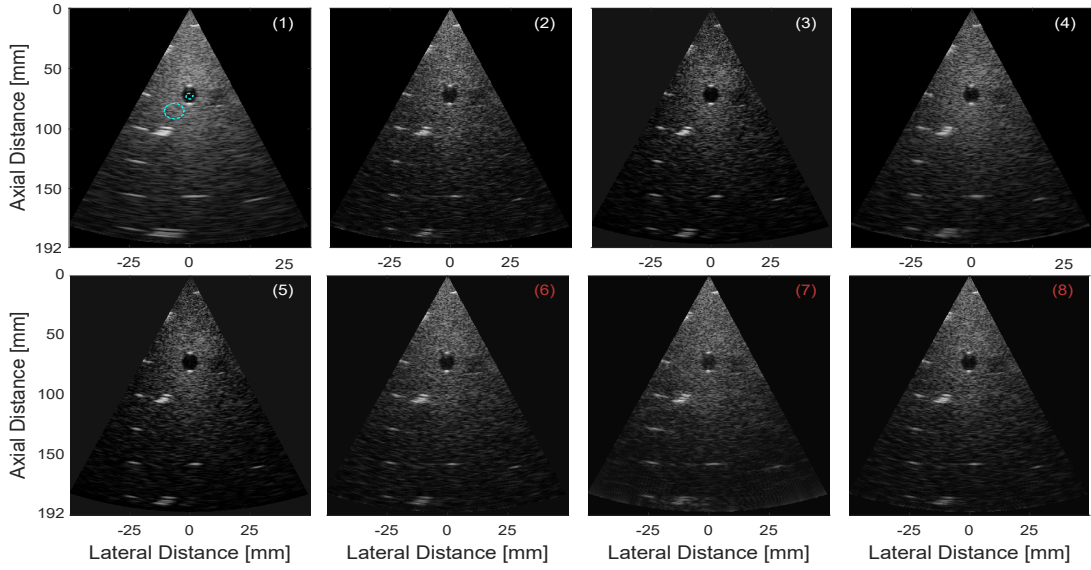 0
50
100
150
192
Axial Distance [mm]
(1)
(2)
(3)
(4)
-25 0 25
-25 0 25
-25 0 25
-25 0 25
0
50
100
150
192
Axial Distance [mm]
(5)
(6)
(7)
(8)
-25 0 25
-25 0 25
-25 0 25
-25 0 25
Lateral Distance [mm]
Lateral Distance [mm]
Lateral Distance [mm]
Lateral Distance [mm]